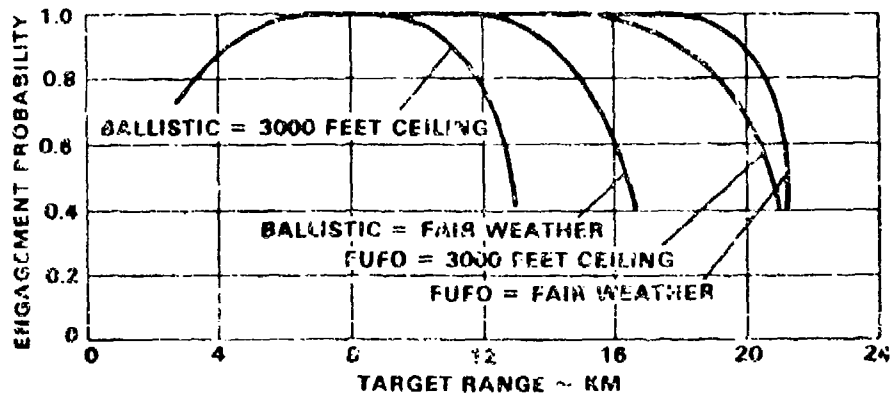 ENGAGEMENT PROBABILITY
1.0
0.8
0.6
0.4
0.2
0
BALLISTIC = 3000 FEET CEILING
BALLISTIC = FAIR WEATHER
FUFO = 3000 FEET CEILING
FUFO = FAIR WEATHER
0 4 8 12 16 20 24
TARGET RANGE ~ KM